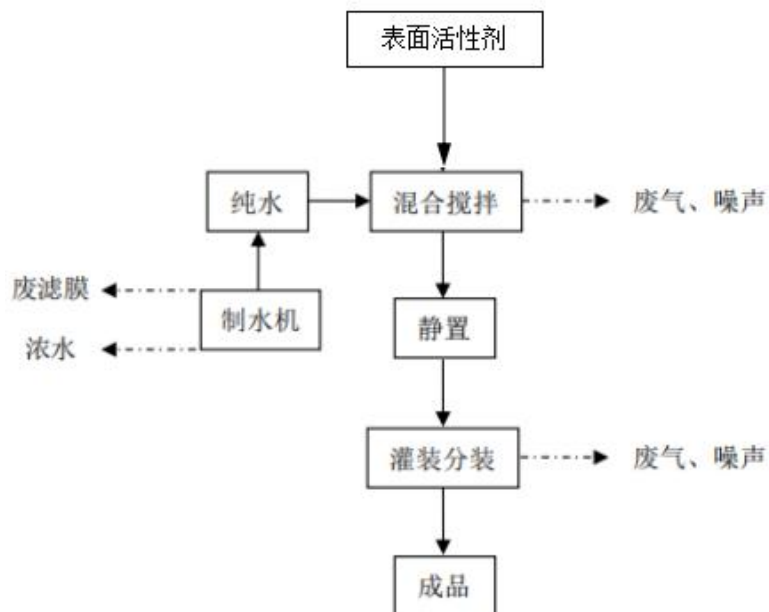 表面活性剂
纯水
混合搅拌
废气、噪声
废滤膜
制水机
浓水
静置
灌装分装
废气、噪声
成品